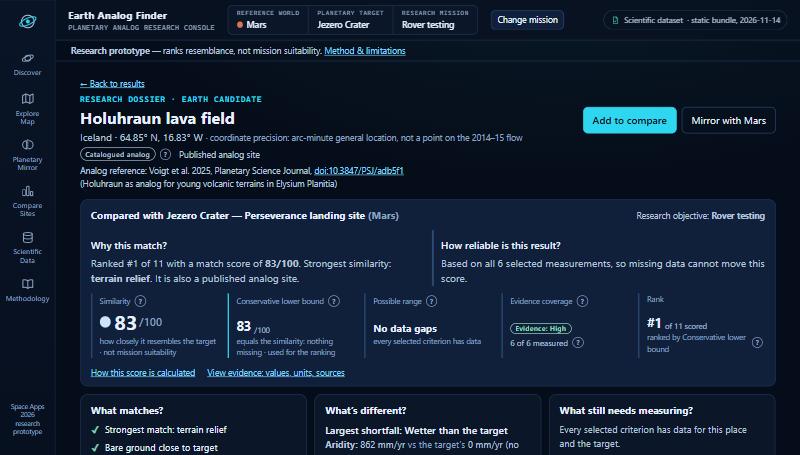 Earth Analog Finder
PLANETARY ANALOG RESEARCH CONSOLE
REFERENCE WORLD
Mars
PLANETARY TARGET
Jezero Crater
RESEARCH MISSION
Rover testing
Change mission
Scientific dataset · static bundle, 2026-11-14
Research prototype — ranks resemblance, not mission suitability. Method & limitations
Discover
Explore
Map
Planetary
Mirror
Compare
Sites
Scientific
Data
Methodology
Space Apps
2026
research
prototype
← Back to results
RESEARCH DOSSIER · EARTH CANDIDATE
Holuhraun lava field
Iceland · 64.85° N, 16.83° W · coordinate precision: arc-minute general location, not a point on the 2014–15 flow
Catalogued analog ? Published analog site
Analog reference: Voigt et al. 2025, Planetary Science Journal, doi:10.3847/PSJ/adb5f1
(Holuhraun as analog for young volcanic terrains in Elysium Planitia)
Add to compare
Mirror with Mars
Compared with Jezero Crater — Perseverance landing site (Mars)
Research objective: Rover testing
Why this match?
Ranked #1 of 11 with a match score of 83/100. Strongest similarity:
terrain relief. It is also a published analog site.
How reliable is this result?
Based on all 6 selected measurements, so missing data cannot move this
score.
Similarity ?
83 /100
how closely it resembles the target
· not mission suitability
Conservative lower bound ?
83 /100
equals the similarity: nothing
missing · used for the ranking
Possible range ?
No data gaps
every selected criterion has data
Evidence coverage ?
Evidence: High
6 of 6 measured ?
Rank
#1 of 11 scored
ranked by Conservative lower
bound ?
How this score is calculated
View evidence: values, units, sources
What matches?
✓ Strongest match: terrain relief
✓ Bare ground close to target
What's different?
Largest shortfall: Wetter than the target
Aridity: 862 mm/yr vs the target's 0 mm/yr (no
What still needs measuring?
Every selected criterion has data for this place
and the target.